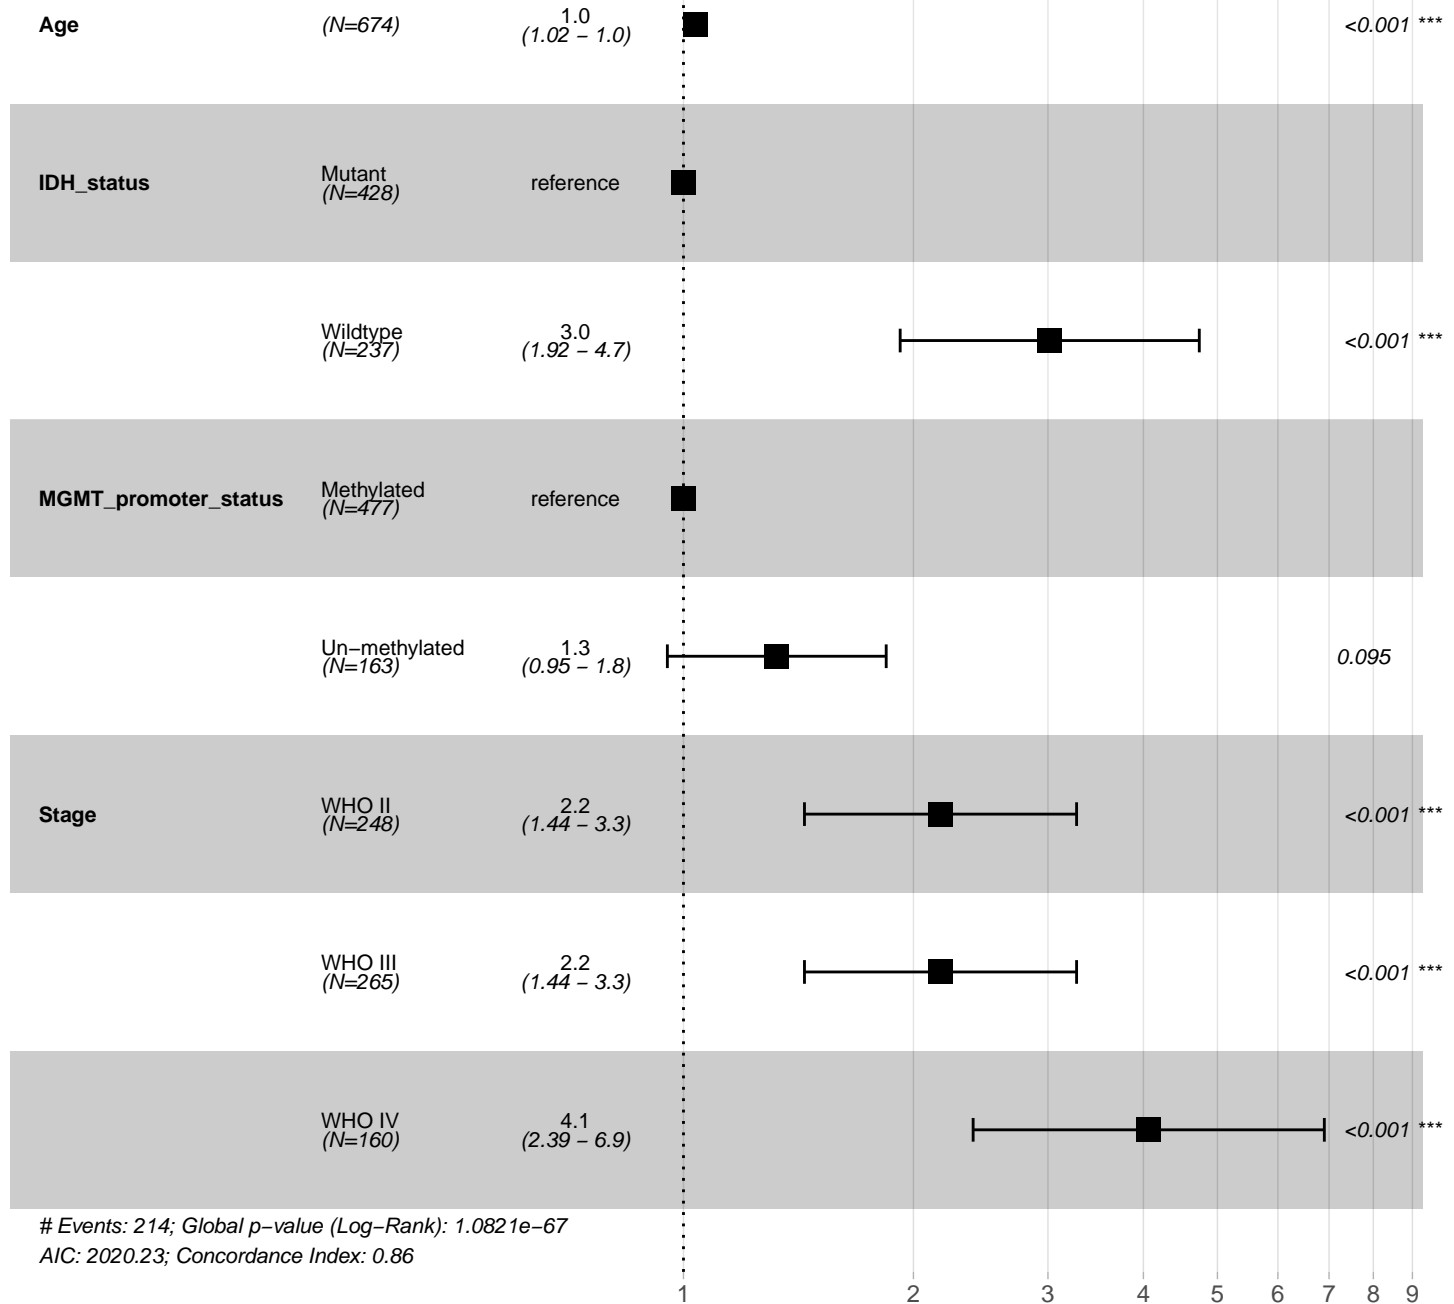 Age (N=674) 1.0 <0.001 ***
(1.02 – 1.0)
IDH_status Mutant reference
(N=428)
Wildtype 3.0 <0.001 ***
(N=237) (1.92 – 4.7)
MGMT_promoter_status Methylated reference
(N=477)
Un–methylated 1.3 0.095
(N=163) (0.95 – 1.8)
Stage WHO II 2.2 <0.001 ***
(N=248) (1.44 – 3.3)
WHO III 2.2 <0.001 ***
(N=265) (1.44 – 3.3)
WHO IV 4.1 <0.001 ***
(N=160) (2.39 – 6.9)
# Events: 214; Global p–value (Log–Rank): 1.0821e–67
AIC: 2020.23; Concordance Index: 0.86
1 2 3 4 5 6 7 8 9